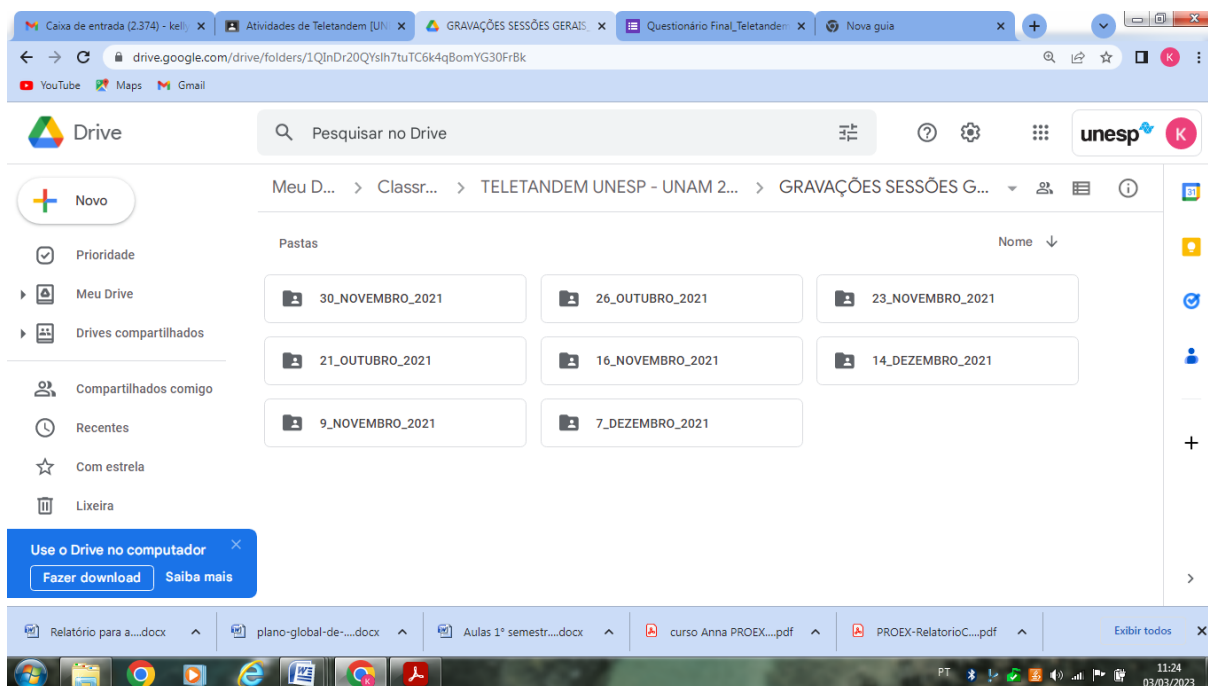 Caixa de entrada (2.374) - kelly
Atividades de Teletandem [UN
GRAVAÇÕES SESSÕES GERAIS_
Questionário Final_Teletandem
Nova guia
drive.google.com/drive/folders/1QInDr20QYslh7tuTC6k4qBomYG30FrBk
K
YouTube
Maps
Gmail
Drive
Pesquisar no Drive
unesp
K
Novo
Meu D... > Classr... > TELETANDEM UNESP - UNAM 2... > GRAVAÇÕES SESSÕES G...
31
Pastas
Nome
Prioridade
Meu Drive
Drives compartilhados
Compartilhados comigo
Recentes
Com estrela
Lixeira
30_NOVEMBRO_2021
26_OUTUBRO_2021
23_NOVEMBRO_2021
21_OUTUBRO_2021
16_NOVEMBRO_2021
14_DEZEMBRO_2021
9_NOVEMBRO_2021
7_DEZEMBRO_2021
Use o Drive no computador
Fazer download
Saiba mais
Relatório para a....docx
plano-global-de-....docx
Aulas 1º semestr....docx
curso Anna PROEX....pdf
PROEX-RelatorioC....pdf
Exibir todos
PT
11:24
03/03/2023